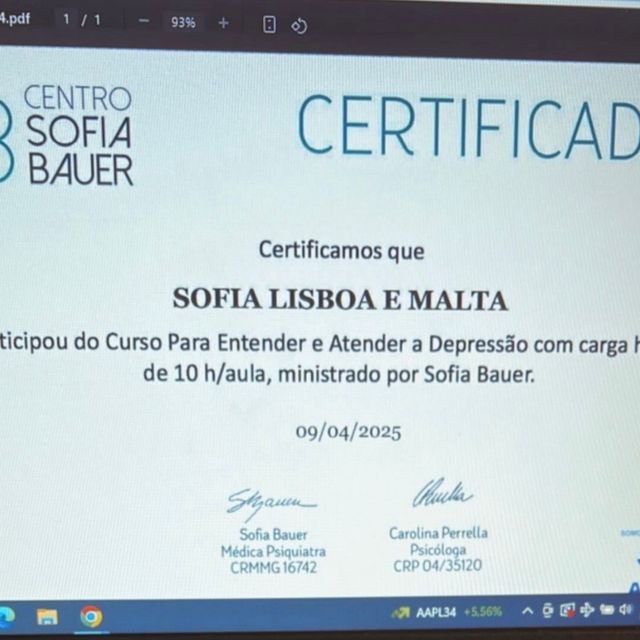 4.pdf 1 / 1 − 93% +
CENTRO
SOFIA
BAUER
CERTIFICAD
Certificamos que
SOFIA LISBOA E MALTA
ticipou do Curso Para Entender e Atender a Depressão com carga h
de 10 h/aula, ministrado por Sofia Bauer.
09/04/2025
Sofia Bauer
Médica Psiquiatra
CRMMG 16742
Carolina Perrella
Psicóloga
CRP 04/35120
AAPL34 +5,56%